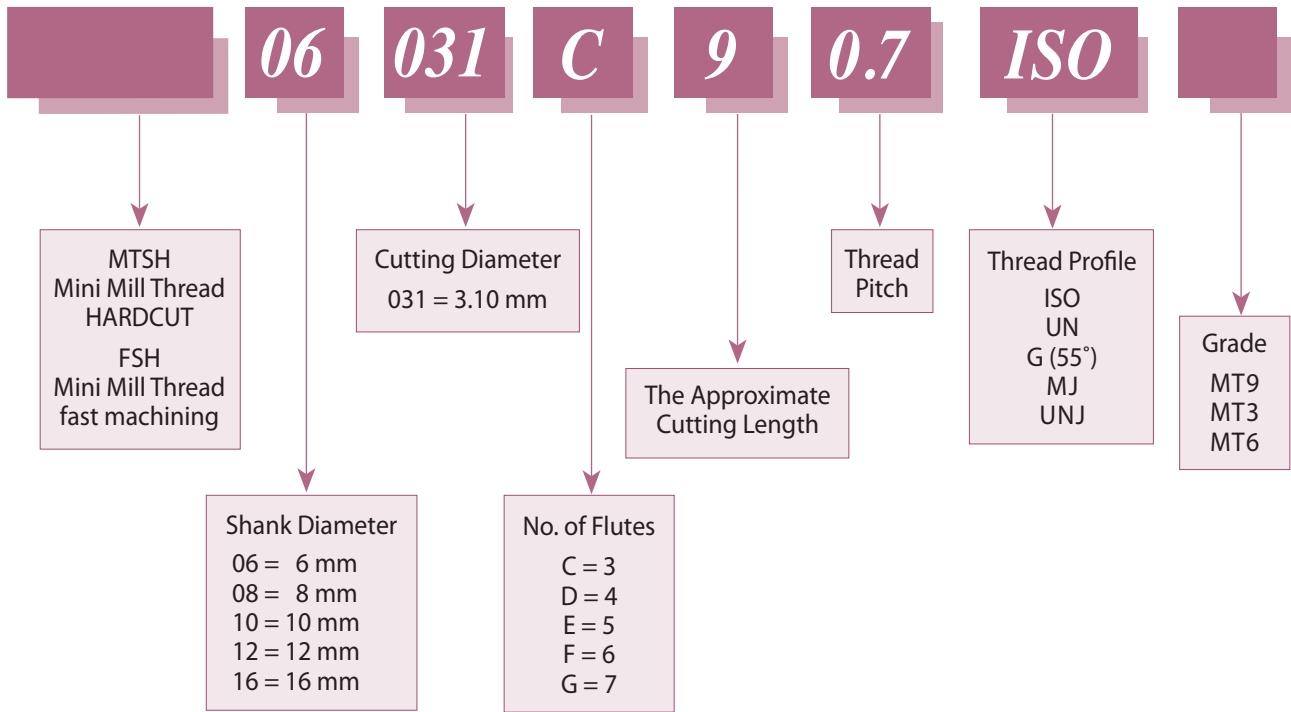 06 031 C 9 0.7 ISO
MTSH
Mini Mill Thread
HARDCUT
FSH
Mini Mill Thread
fast machining
Shank Diameter
06 = 6 mm
08 = 8 mm
10 = 10 mm
12 = 12 mm
16 = 16 mm
Cutting Diameter
031 = 3.10 mm
No. of Flutes
C = 3
D = 4
E = 5
F = 6
G = 7
The Approximate
Cutting Length
Thread
Pitch
Thread Profile
ISO
UN
G (55˚)
MJ
UNJ
Grade
MT9
MT3
MT6